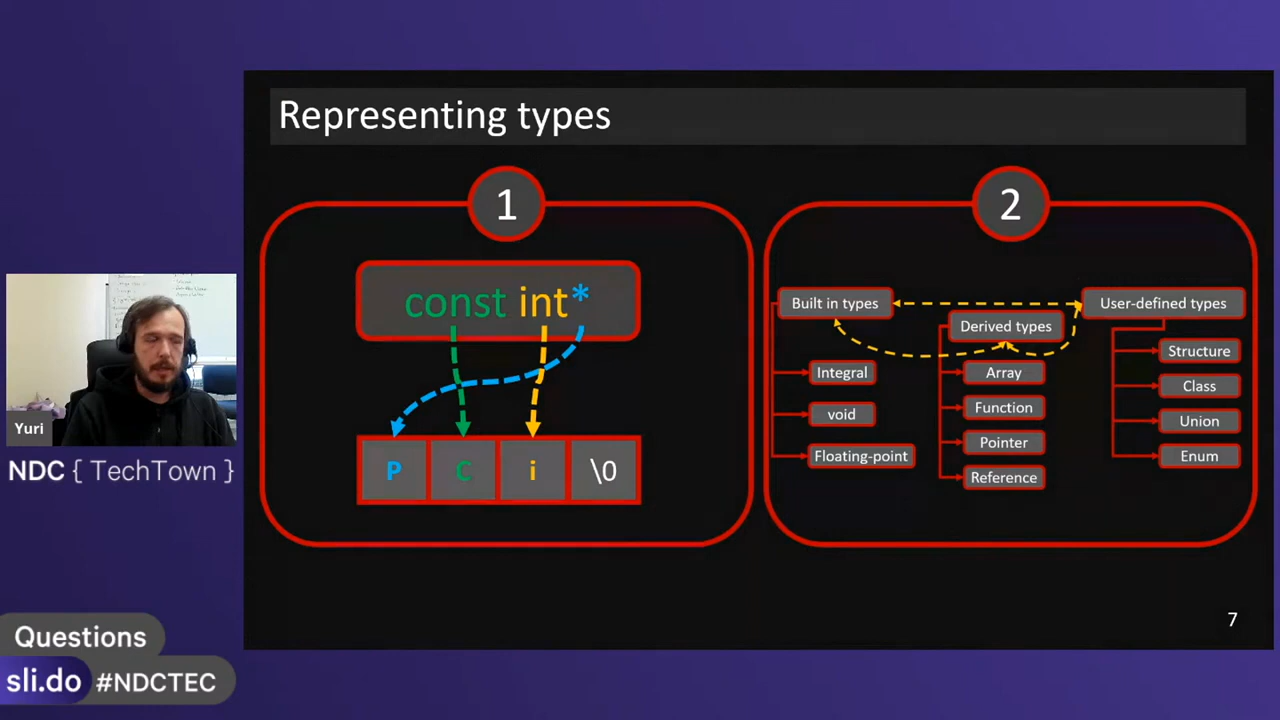 Representing types
1
const int*
P C i \0
2
Built in types
Integral
void
Floating-point
Derived types
Array
Function
Pointer
Reference
User-defined types
Structure
Class
Union
Enum
7
Yuri
NDC { TechTown }
Questions
sli.do #NDCTEC